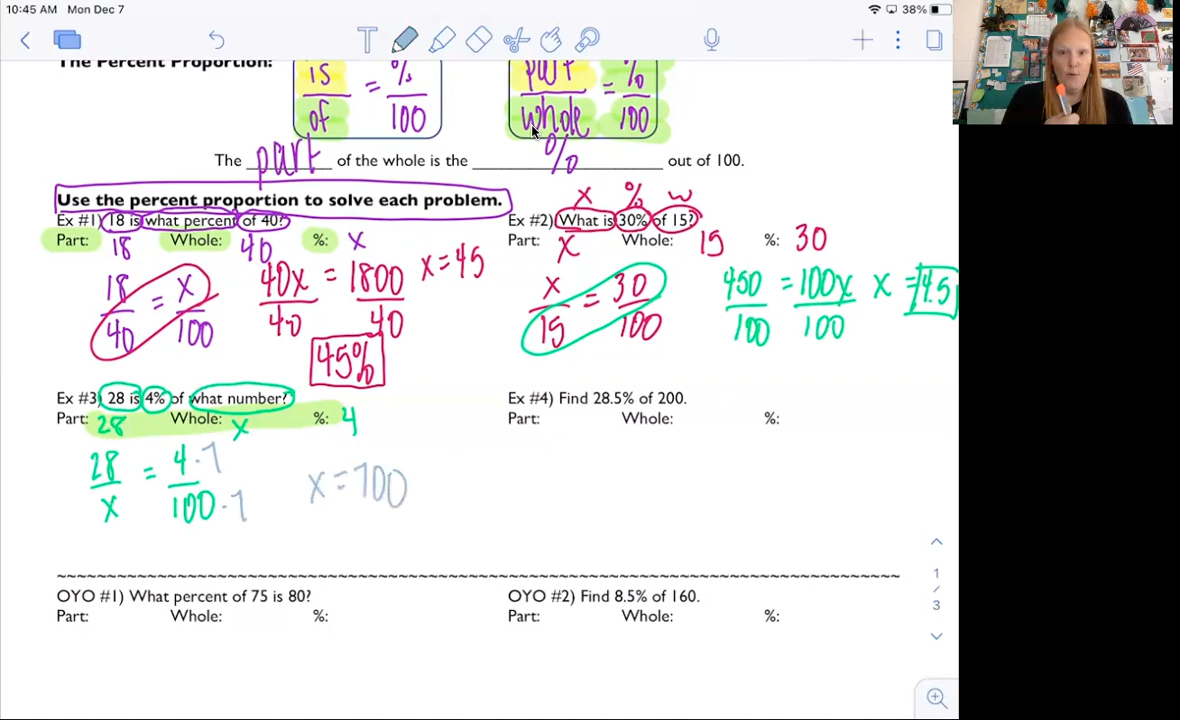 10:45 AM Mon Dec 7
38%
The Percent Proportion:
is/of = %/100
part/whole = %/100
The part of the whole is the % out of 100.
Use the percent proportion to solve each problem.
Ex #1) 18 is what percent of 40?
Part: 18 Whole: 40 %: x
18/40 = x/100
40x/40 = 1800/40
x=45
45%
x % w
Ex #2) What is 30% of 15?
Part: x Whole: 15 %: 30
x/15 = 30/100
450/100 = 100x/100
x = 4.5
Ex #3) 28 is 4% of what number?
Part: 28 Whole: x %: 4
28/x = 4·7/100·7
x=700
Ex #4) Find 28.5% of 200.
Part: Whole: %:
~~~~~~~~~~~~~~~~~~~~~~~~~~~~~~~~~~~~~~~~~~~~~~~~~~~~~~~~~~~~~~~~~~~~~~~~~~~~~~~~~~~~~~~~~~
OYO #1) What percent of 75 is 80?
Part: Whole: %:
OYO #2) Find 8.5% of 160.
Part: Whole: %:
1
/
3